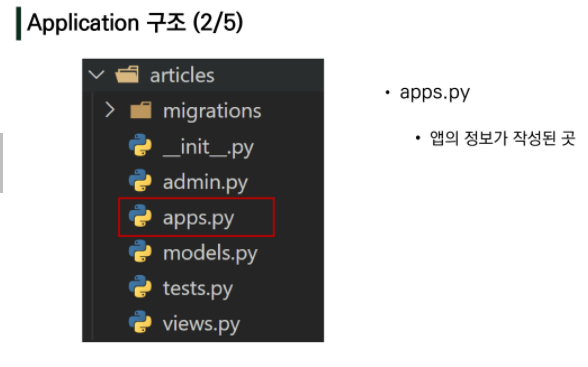 Application 구조 (2/5)
articles
migrations
__init__.py
admin.py
apps.py
models.py
tests.py
views.py
• apps.py
• 앱의 정보가 작성된 곳